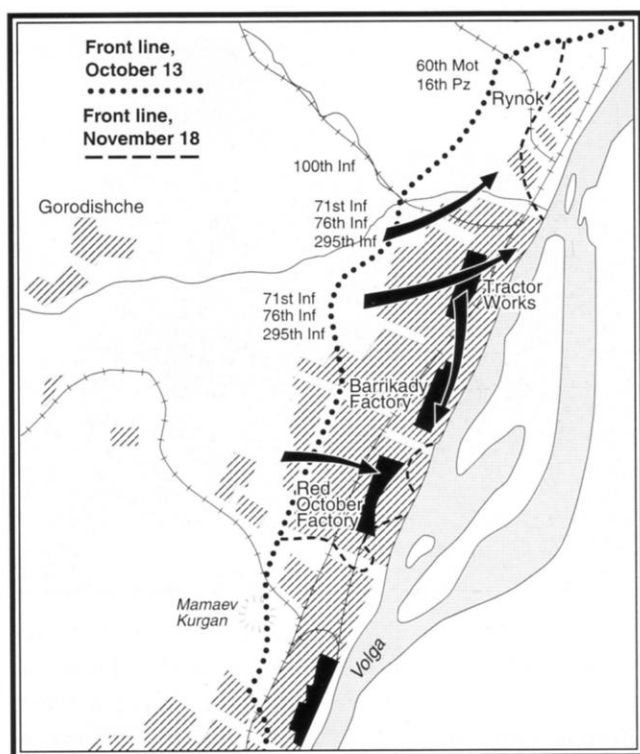 Front line,
October 13
Front line,
November 18
60th Mot
16th Pz
Rynok
100th Inf
Gorodishche
71st Inf
76th Inf
295th Inf
71st Inf
76th Inf
295th Inf
Tractor
Works
Barrikady
Factory
Red
October
Factory
Mamaev
Kurgan
Volga